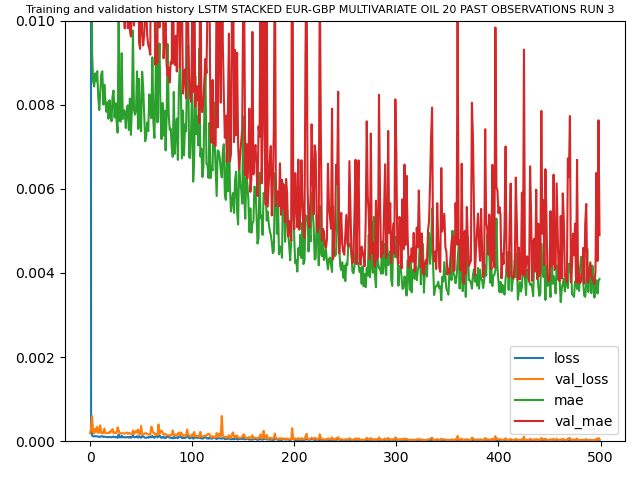 Training and validation history LSTM STACKED EUR-GBP MULTIVARIATE OIL 20 PAST OBSERVATIONS RUN 3
0.010
0.008
0.006
0.004
0.002
0.000
loss
val_loss
mae
val_mae
0 100 200 300 400 500